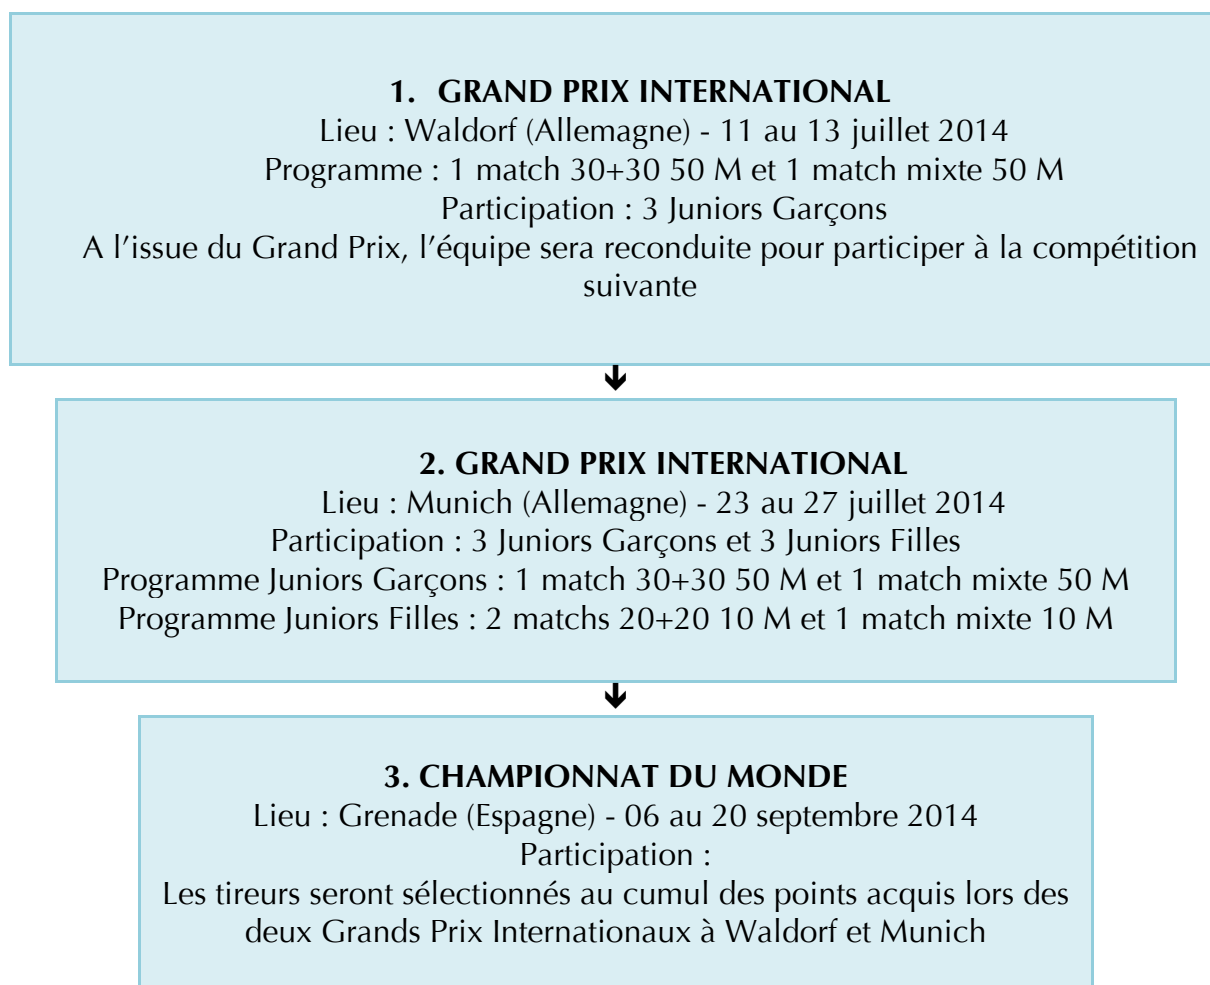 1. GRAND PRIX INTERNATIONAL
Lieu : Waldorf (Allemagne) - 11 au 13 juillet 2014
Programme : 1 match 30+30 50 M et 1 match mixte 50 M
Participation : 3 Juniors Garçons
A l’issue du Grand Prix, l’équipe sera reconduite pour participer à la compétition
suivante
2. GRAND PRIX INTERNATIONAL
Lieu : Munich (Allemagne) - 23 au 27 juillet 2014
Participation : 3 Juniors Garçons et 3 Juniors Filles
Programme Juniors Garçons : 1 match 30+30 50 M et 1 match mixte 50 M
Programme Juniors Filles : 2 matchs 20+20 10 M et 1 match mixte 10 M
3. CHAMPIONNAT DU MONDE
Lieu : Grenade (Espagne) - 06 au 20 septembre 2014
Participation :
Les tireurs seront sélectionnés au cumul des points acquis lors des
deux Grands Prix Internationaux à Waldorf et Munich